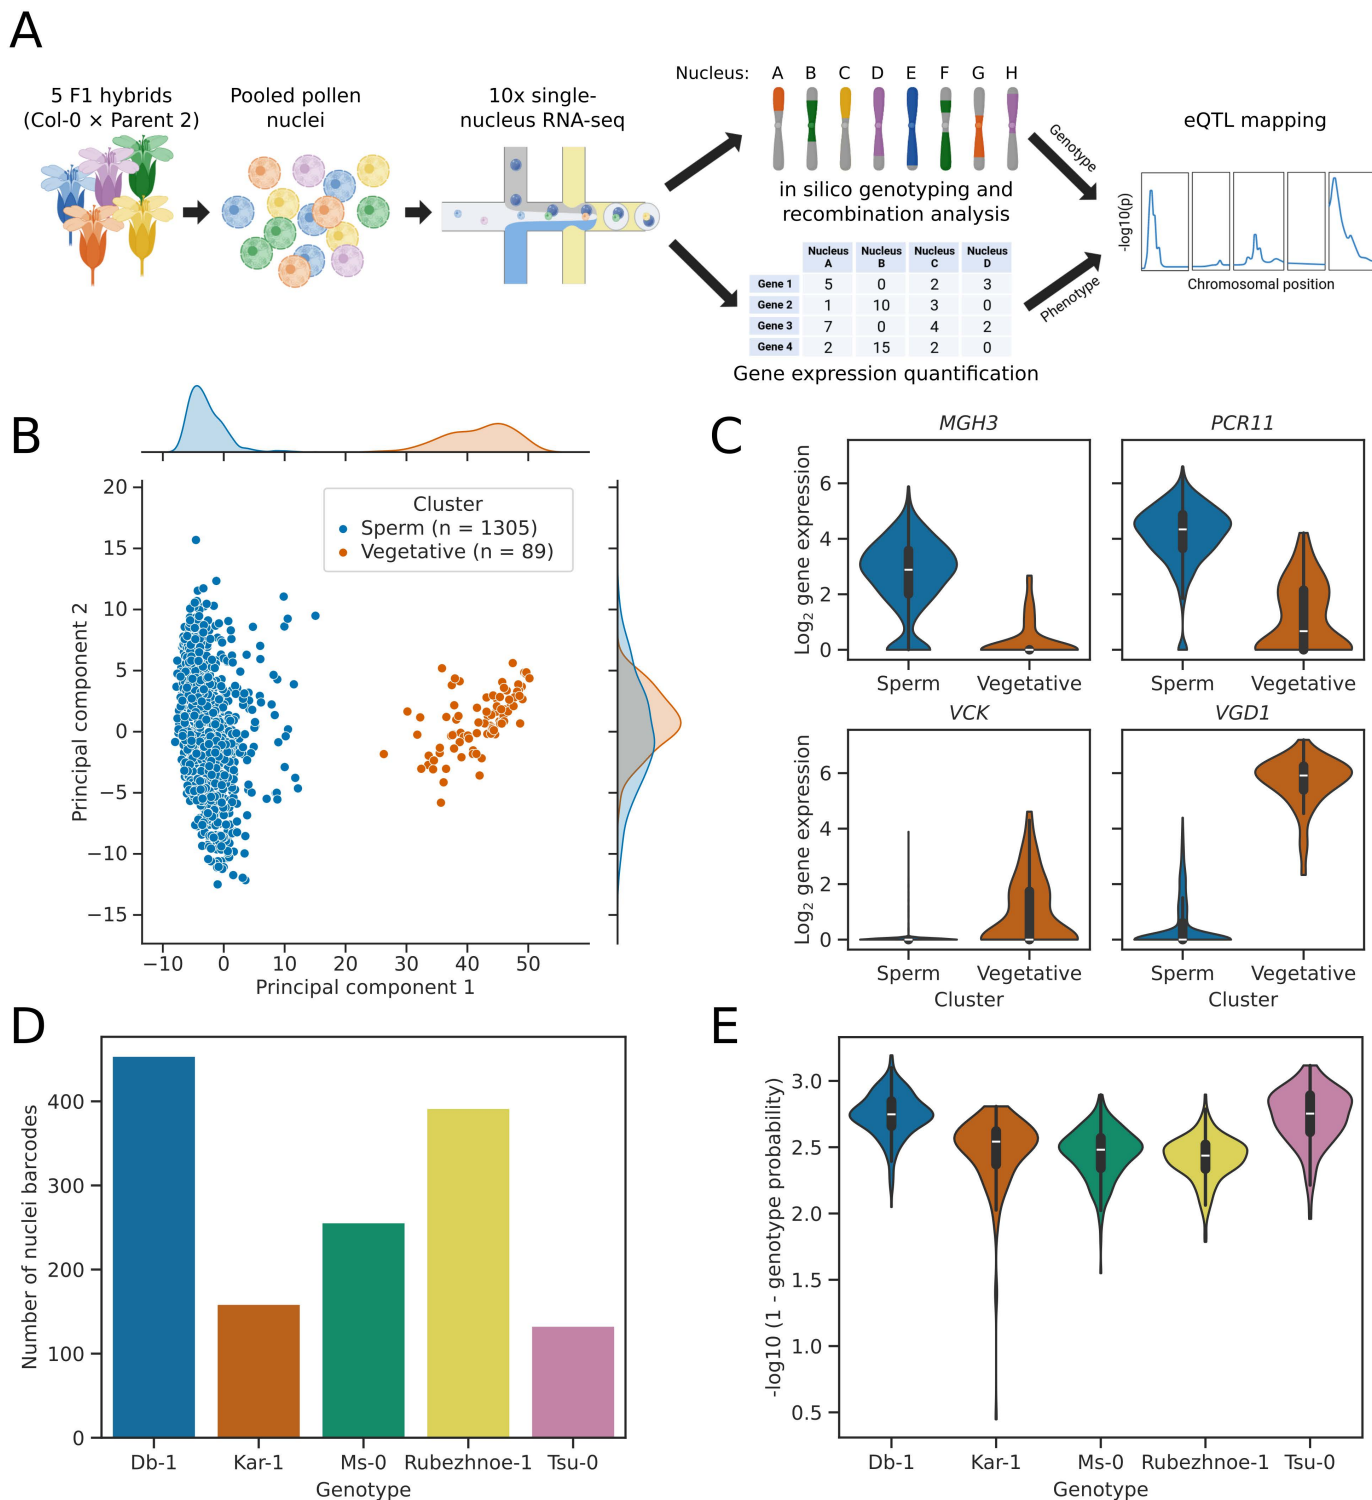 A
5 F1 hybrids
(Col-0 × Parent 2)
Pooled pollen
nuclei
10x single-
nucleus RNA-seq
Nucleus: A B C D E F G H
in silico genotyping and
recombination analysis
Nucleus A Nucleus B Nucleus C Nucleus D
Gene 1 5 0 2 3
Gene 2 1 10 3 0
Gene 3 7 0 4 2
Gene 4 2 15 2 0
Gene expression quantification
Genotype
Phenotype
eQTL mapping
-log10(p)
Chromosomal position
B
Cluster
Sperm (n = 1305)
Vegetative (n = 89)
Principal component 2
20
15
10
5
0
−5
−10
−15
−10 0 10 20 30 40 50
Principal component 1
C
MGH3
PCR11
Log2 gene expression
6
4
2
0
Sperm Vegetative
Sperm Vegetative
VCK
VGD1
Log2 gene expression
6
4
2
0
Sperm Vegetative
Sperm Vegetative
Cluster
Cluster
D
Number of nuclei barcodes
400
300
200
100
0
Db-1 Kar-1 Ms-0 Rubezhnoe-1 Tsu-0
Genotype
E
-log10 (1 - genotype probability)
3.0
2.5
2.0
1.5
1.0
0.5
Db-1 Kar-1 Ms-0 Rubezhnoe-1 Tsu-0
Genotype